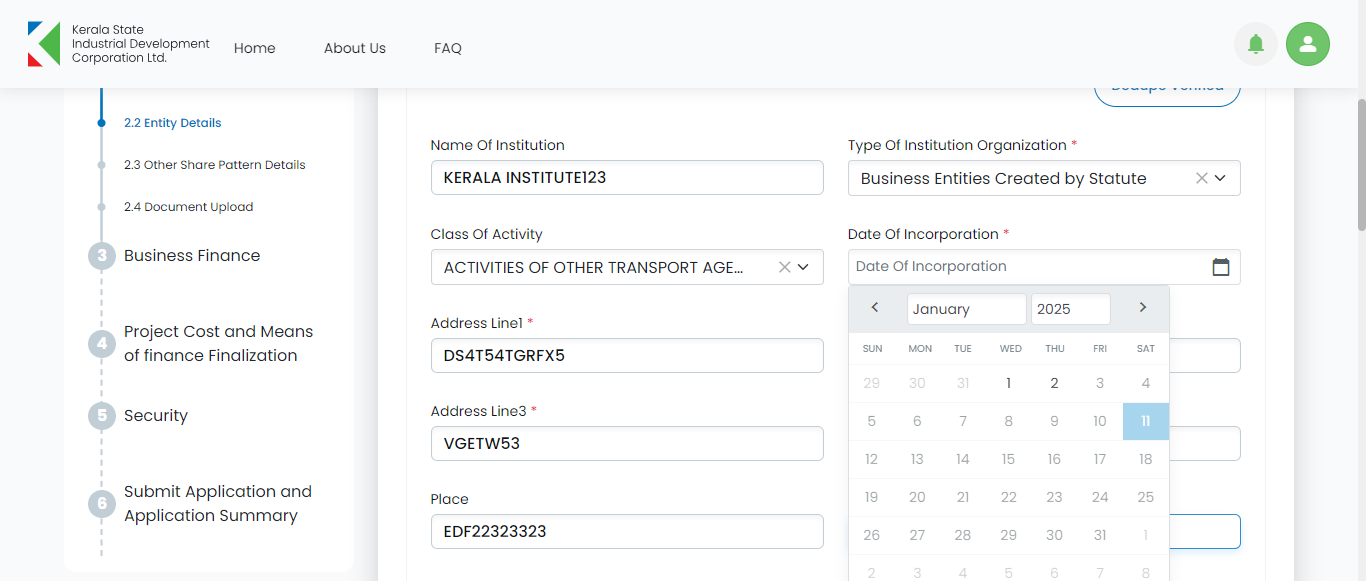 Kerala State
Industrial Development
Corporation Ltd.
Home
About Us
FAQ
2.2 Entity Details
2.3 Other Share Pattern Details
2.4 Document Upload
3 Business Finance
4 Project Cost and Means
of finance Finalization
5 Security
6 Submit Application and
Application Summary
Name Of Institution
KERALA INSTITUTE123
Type Of Institution Organization *
Business Entities Created by Statute
Class Of Activity
ACTIVITIES OF OTHER TRANSPORT AGE...
Date Of Incorporation *
Date Of Incorporation
January 2025
SUN MON TUE WED THU FRI SAT
29 30 31 1 2 3 4
5 6 7 8 9 10 11
12 13 14 15 16 17 18
19 20 21 22 23 24 25
26 27 28 29 30 31 1
2 3 4 5 6 7 8
Address Line1 *
DS4T54TGRFX5
Address Line3 *
VGETW53
Place
EDF22323323